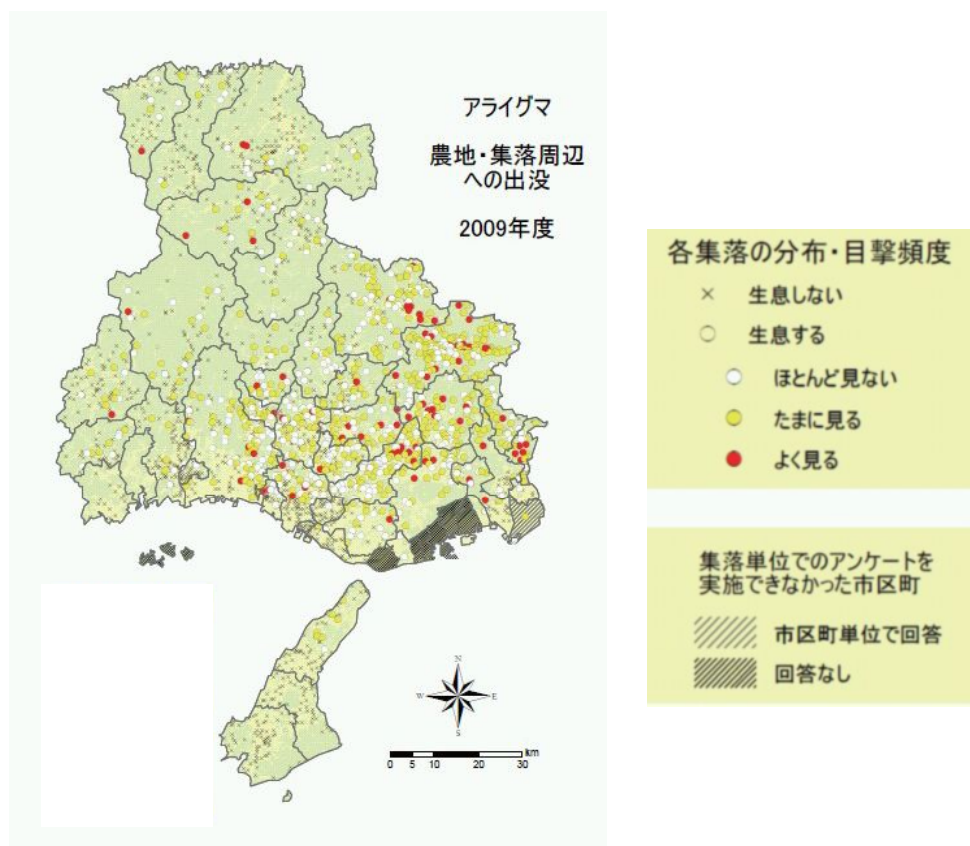 アライグマ
農地・集落周辺
への出没
2009年度
N
W
E
S
km
0 5 10 20 30
各集落の分布・目撃頻度
生息しない
生息する
ほとんど見ない
たまに見る
よく見る
集落単位でのアンケートを
実施できなかった市区町
市区町単位で回答
回答なし